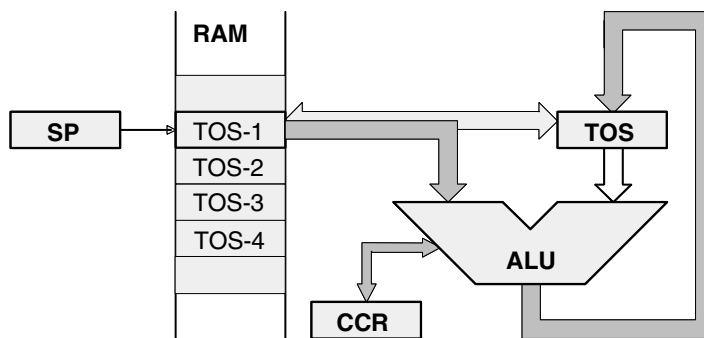 RAM
SP
TOS-1
TOS
TOS-2
TOS-3
TOS-4
ALU
CCR